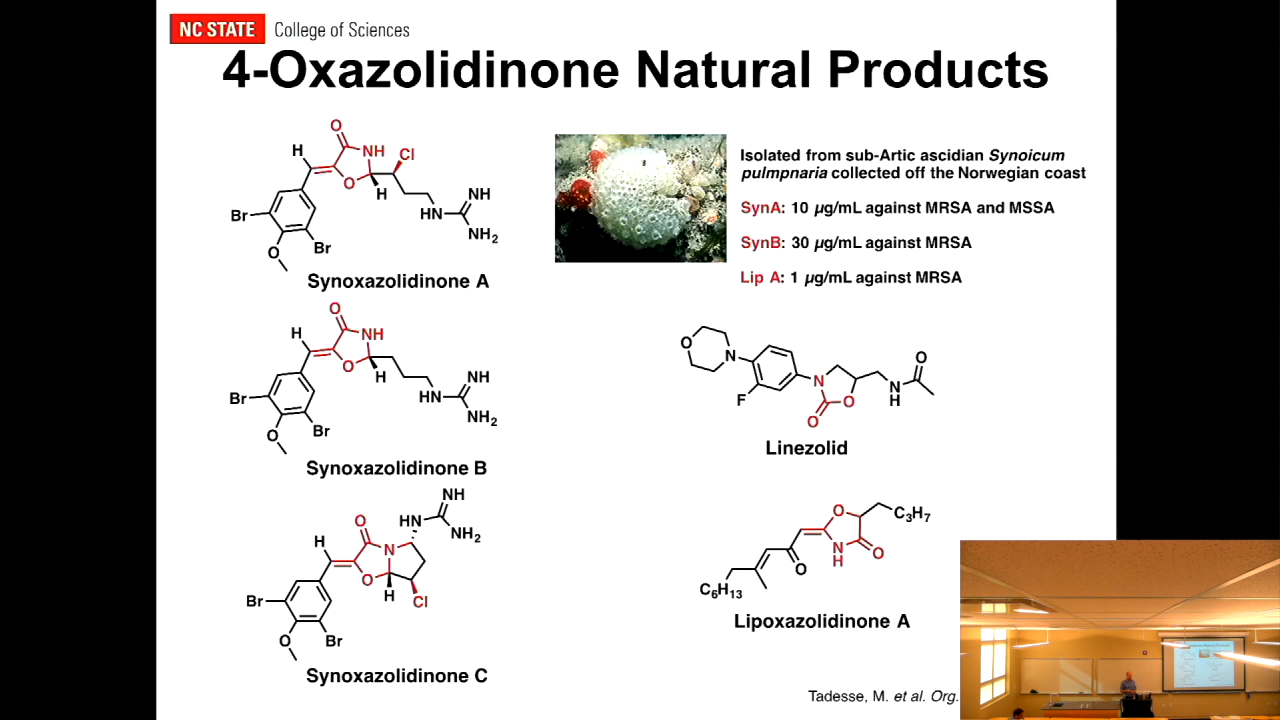 NC STATE College of Sciences
4-Oxazolidinone Natural Products
O
H
NH
Cl
O
H
Br
Br
O
HN
NH
NH2
Synoxazolidinone A
Isolated from sub-Artic ascidian Synoicum
pulmpnaria collected off the Norwegian coast
SynA: 10 µg/mL against MRSA and MSSA
SynB: 30 µg/mL against MRSA
Lip A: 1 µg/mL against MRSA
O
H
NH
O
H
Br
Br
O
HN
NH
NH2
Synoxazolidinone B
O
N
F
N
O
O
N
H
O
Linezolid
NH
HN
NH2
O
H
N
O
H
Cl
Br
Br
O
Synoxazolidinone C
O
C3H7
N
H
O
O
C6H13
Lipoxazolidinone A
Tadesse, M. et al. Org.